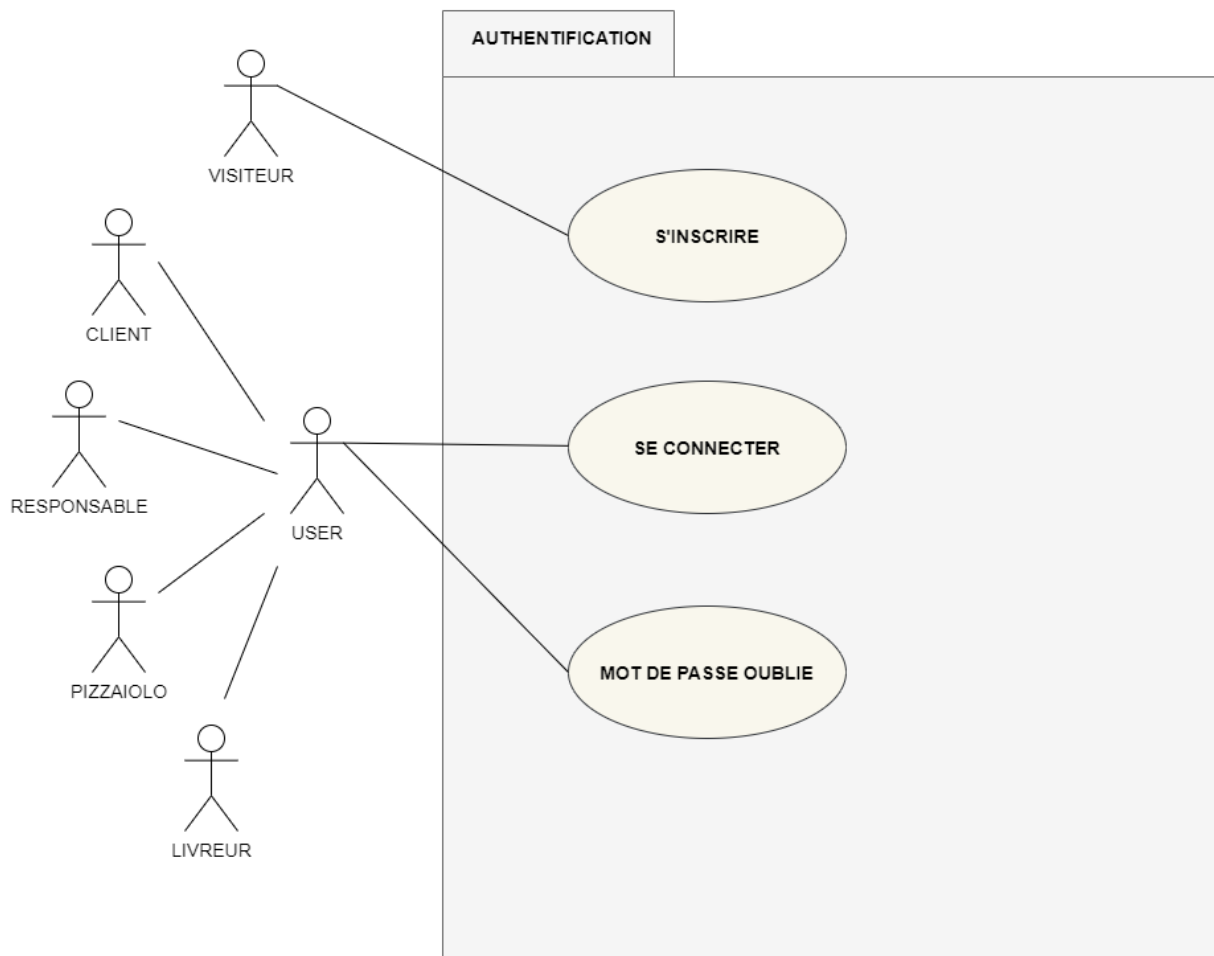 AUTHENTIFICATION
VISITEUR
S'INSCRIRE
CLIENT
SE CONNECTER
RESPONSABLE
USER
MOT DE PASSE OUBLIE
PIZZAIOLO
LIVREUR